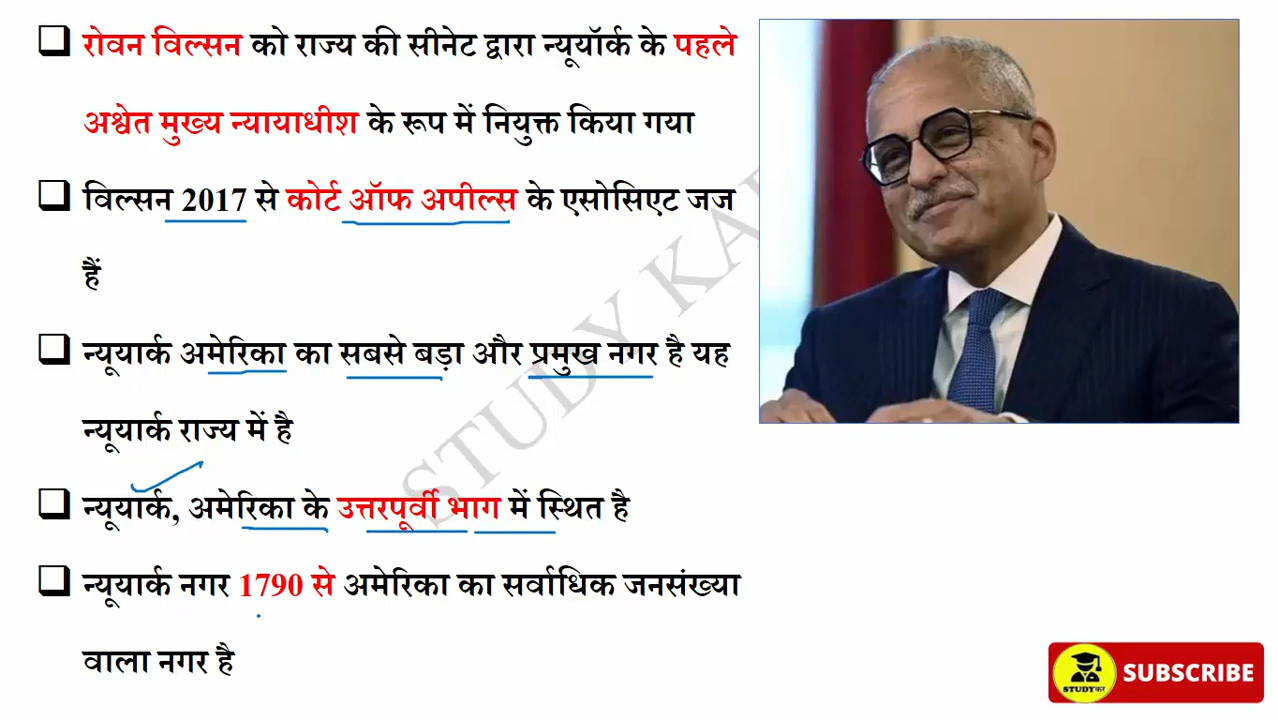 रोवन विल्सन को राज्य की सीनेट द्वारा न्यूयॉर्क के पहले
अश्वेत मुख्य न्यायाधीश के रूप में नियुक्त किया गया
विल्सन 2017 से कोर्ट ऑफ अपील्स के एसोसिएट जज
हैं
न्यूयार्क अमेरिका का सबसे बड़ा और प्रमुख नगर है यह
न्यूयार्क राज्य में है
न्यूयार्क, अमेरिका के उत्तरपूर्वी भाग में स्थित है
न्यूयार्क नगर 1790 से अमेरिका का सर्वाधिक जनसंख्या
वाला नगर है
STUDY KA
STUDYकर
SUBSCRIBE